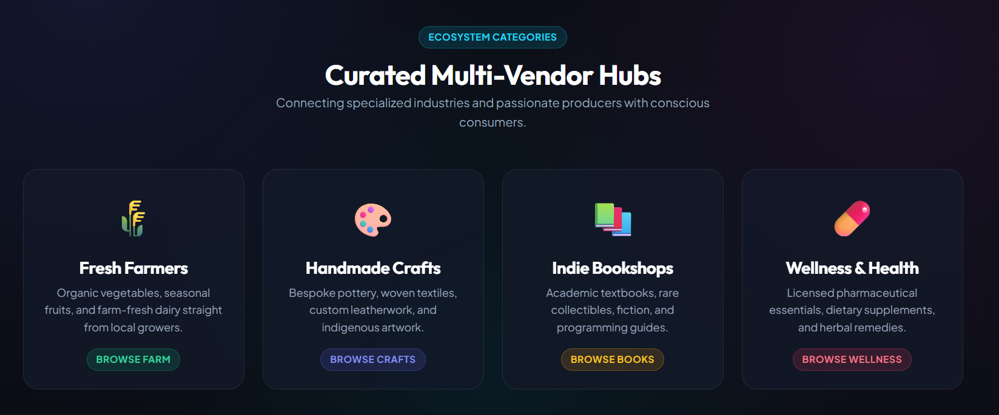 ECOSYSTEM CATEGORIES
Curated Multi-Vendor Hubs
Connecting specialized industries and passionate producers with conscious
consumers.
Fresh Farmers
Organic vegetables, seasonal
fruits, and farm-fresh dairy straight
from local growers.
BROWSE FARM
Handmade Crafts
Bespoke pottery, woven textiles,
custom leatherwork, and
indigenous artwork.
BROWSE CRAFTS
Indie Bookshops
Academic textbooks, rare
collectibles, fiction, and
programming guides.
BROWSE BOOKS
Wellness & Health
Licensed pharmaceutical
essentials, dietary supplements,
and herbal remedies.
BROWSE WELLNESS